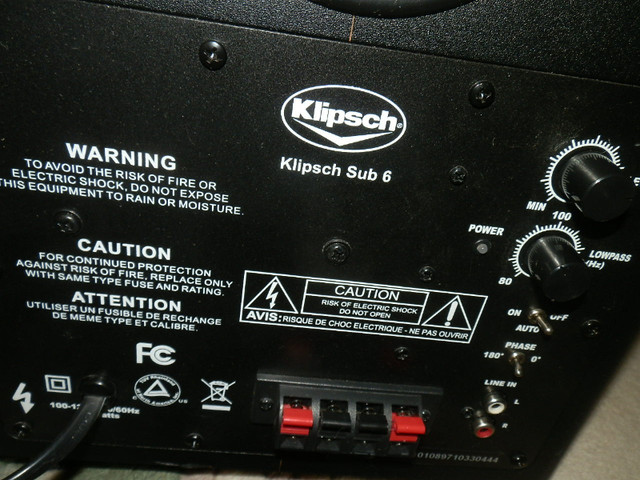 Klipsch
Klipsch Sub 6
WARNING
TO AVOID THE RISK OF FIRE OR
ELECTRIC SHOCK, DO NOT EXPOSE
THIS EQUIPMENT TO RAIN OR MOISTURE.
CAUTION
FOR CONTINUED PROTECTION
AGAINST RISK OF FIRE, REPLACE ONLY
WITH SAME TYPE FUSE AND RATING.
ATTENTION
UTILISER UN FUSIBLE DE RECHANGE
DE MEME TYPE ET CALIBRE.
CAUTION
RISK OF ELECTRIC SHOCK
DO NOT OPEN
AVIS: RISQUE DE CHOC ELECTRIQUE - NE PAS OUVRIR
FC
MIN
100
POWER
LOWPASS
(Hz)
80
ON
OFF
AUTO
PHASE
180° 0°
LINE IN
L
R
01089710330444